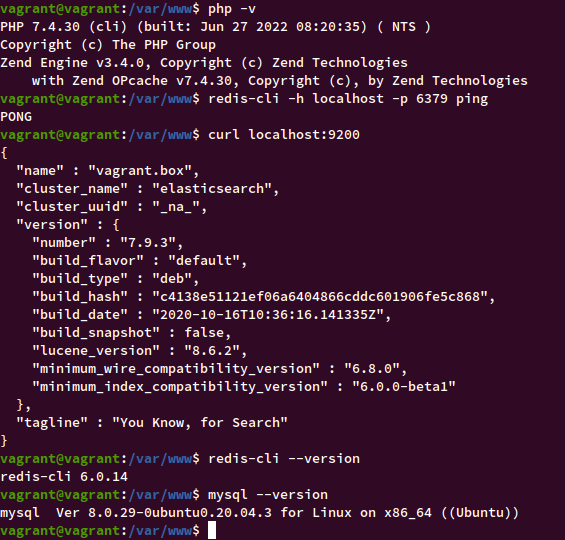 vagrant@vagrant:/var/www$ php -v
PHP 7.4.30 (cli) (built: Jun 27 2022 08:20:35) ( NTS )
Copyright (c) The PHP Group
Zend Engine v3.4.0, Copyright (c) Zend Technologies
    with Zend OPcache v7.4.30, Copyright (c), by Zend Technologies
vagrant@vagrant:/var/www$ redis-cli -h localhost -p 6379 ping
PONG
vagrant@vagrant:/var/www$ curl localhost:9200
{
  "name" : "vagrant.box",
  "cluster_name" : "elasticsearch",
  "cluster_uuid" : "_na_",
  "version" : {
    "number" : "7.9.3",
    "build_flavor" : "default",
    "build_type" : "deb",
    "build_hash" : "c4138e51121ef06a6404866cddc601906fe5c868",
    "build_date" : "2020-10-16T10:36:16.141335Z",
    "build_snapshot" : false,
    "lucene_version" : "8.6.2",
    "minimum_wire_compatibility_version" : "6.8.0",
    "minimum_index_compatibility_version" : "6.0.0-beta1"
  },
  "tagline" : "You Know, for Search"
}
vagrant@vagrant:/var/www$ redis-cli --version
redis-cli 6.0.14
vagrant@vagrant:/var/www$ mysql --version
mysql  Ver 8.0.29-0ubuntu0.20.04.3 for Linux on x86_64 ((Ubuntu))
vagrant@vagrant:/var/www$